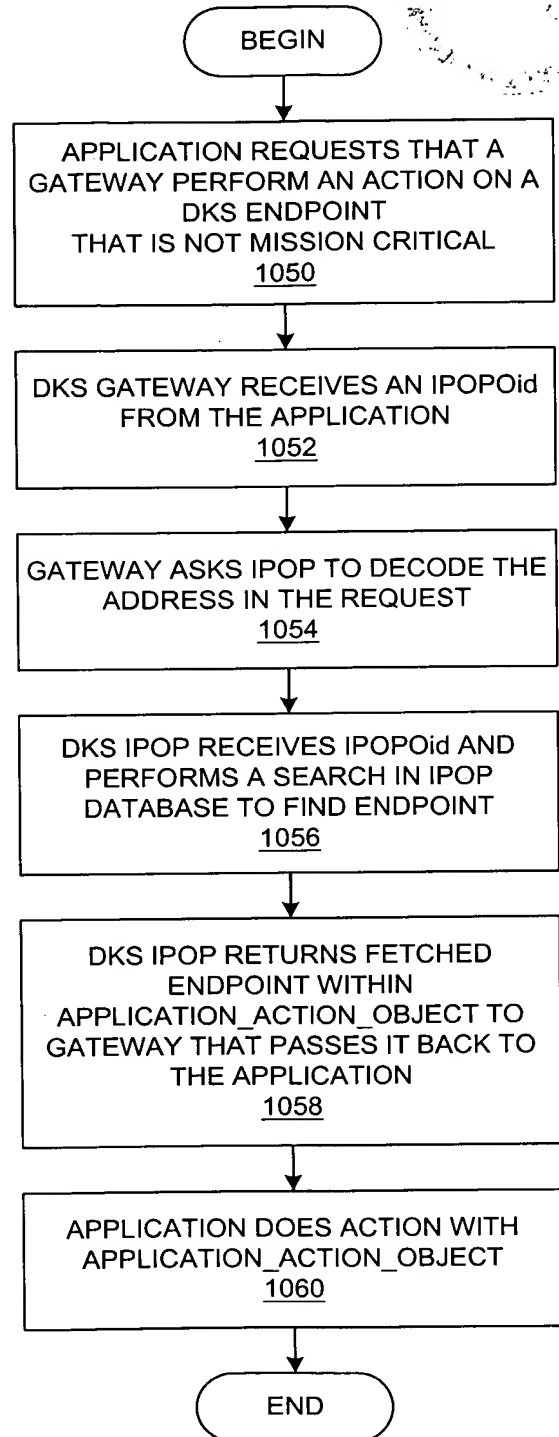 BEGIN
APPLICATION REQUESTS THAT A
GATEWAY PERFORM AN ACTION ON A
DKS ENDPOINT
THAT IS NOT MISSION CRITICAL
1050
DKS GATEWAY RECEIVES AN IPOPOid
FROM THE APPLICATION
1052
GATEWAY ASKS IPOP TO DECODE THE
ADDRESS IN THE REQUEST
1054
DKS IPOP RECEIVES IPOPOid AND
PERFORMS A SEARCH IN IPOP
DATABASE TO FIND ENDPOINT
1056
DKS IPOP RETURNS FETCHED
ENDPOINT WITHIN
APPLICATION_ACTION_OBJECT TO
GATEWAY THAT PASSES IT BACK TO
THE APPLICATION
1058
APPLICATION DOES ACTION WITH
APPLICATION_ACTION_OBJECT
1060
END